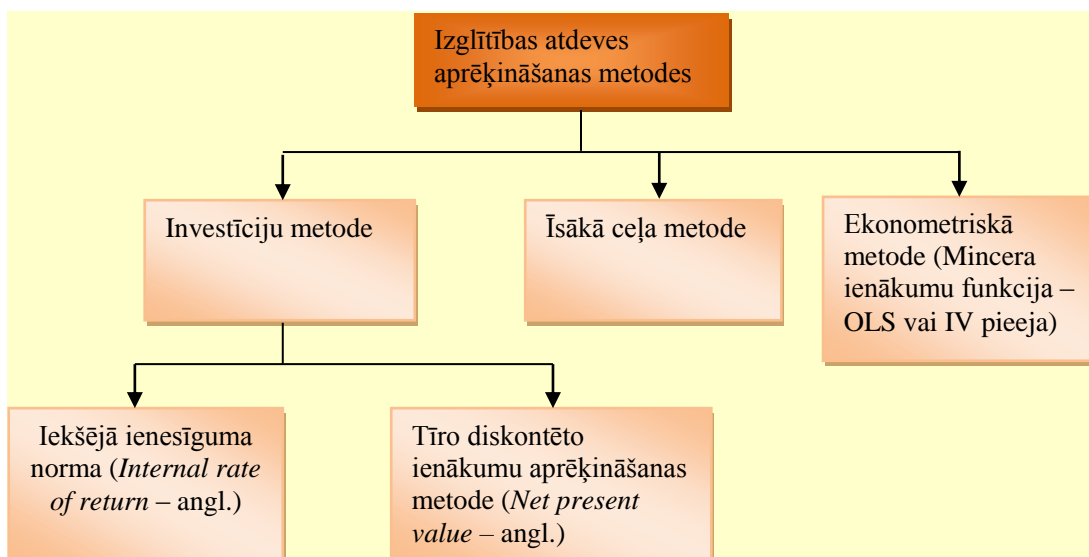 Izglītības atdeves
aprēķināšanas metodes
Investīciju metode
Īsākā ceļa metode
Ekonometriskā
metode (Mincera
ienākumu funkcija –
OLS vai IV pieeja)
Iekšējā ienesīguma
norma (Internal rate
of return – angl.)
Tīro diskontēto
ienākumu aprēķināšanas
metode (Net present
value – angl.)